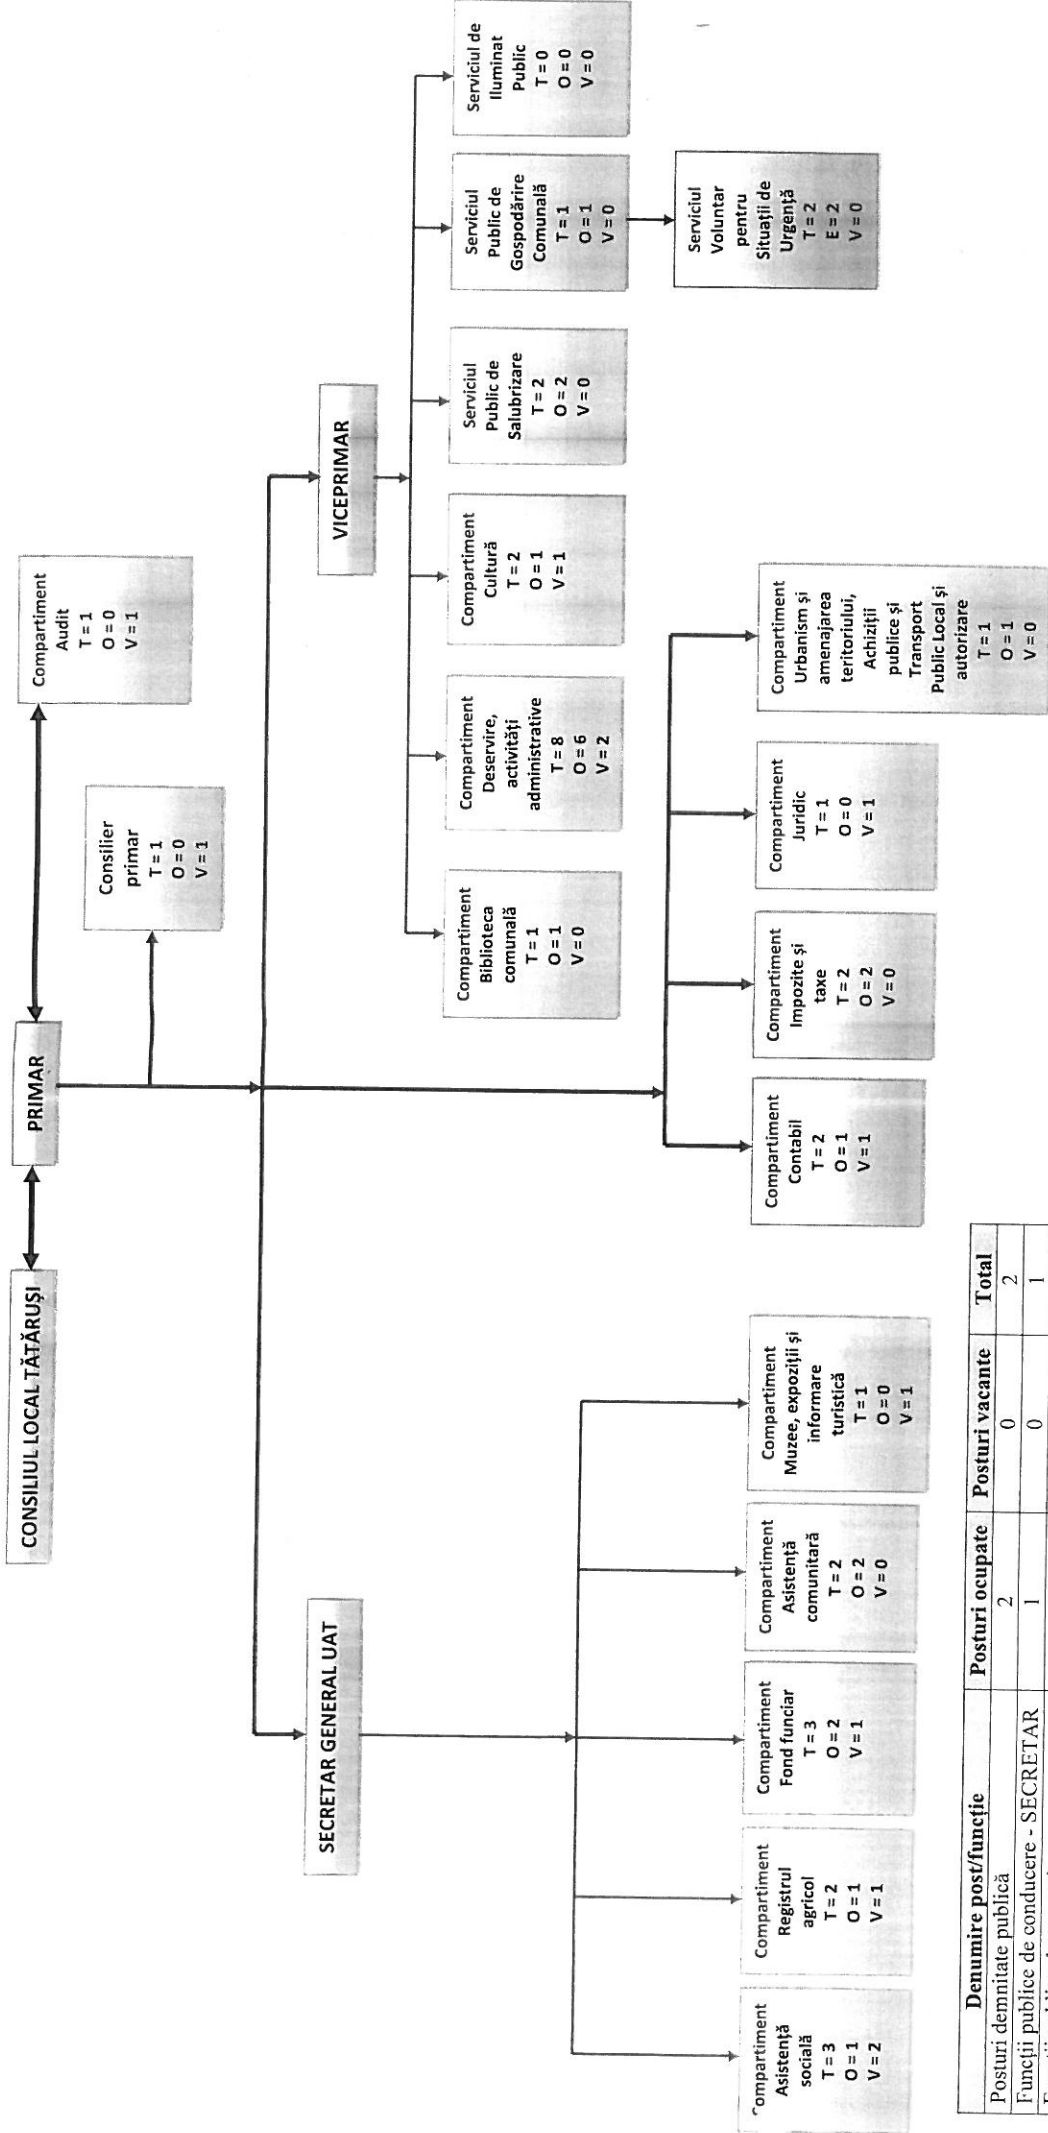 CONSILIUL LOCAL TĂTĂRUȘI
PRIMAR
Compartiment
Audit
T = 1
O = 0
V = 1
Consilier
primar
T = 1
O = 0
V = 1
SECRETAR GENERAL UAT
VICEPRIMAR
Compartiment
Biblioteca
comunală
T = 1
O = 1
V = 0
Compartiment
Deservire,
activități
administrative
T = 8
O = 6
V = 2
Compartiment
Cultură
T = 2
O = 1
V = 1
Serviciul
Public de
Salubrizare
T = 2
O = 2
V = 0
Serviciul
Public de
Gospodărire
Comunală
T = 1
O = 1
V = 0
Serviciul de
Iluminat
Public
T = 0
O = 0
V = 0
Serviciul
Voluntar
pentru
Situații de
Urgență
T = 2
E = 2
V = 0
ompartiment
Asistență
socială
T = 3
O = 1
V = 2
Compartiment
Registrul
agricol
T = 2
O = 1
V = 1
Compartiment
Fond funciar
T = 3
O = 2
V = 1
Compartiment
Asistență
comunitară
T = 2
O = 2
V = 0
Compartiment
Muzee, expoziții și
informare
turistică
T = 1
O = 0
V = 1
Compartiment
Contabil
T = 2
O = 1
V = 1
Compartiment
Impozite și
taxe
T = 2
O = 2
V = 0
Compartiment
Juridic
T = 1
O = 0
V = 1
Compartiment
Urbanism și
amenajarea
teritoriului,
Achiziții
publice și
Transport
Public Local și
autorizare
T = 1
O = 1
V = 0
Denumire post/funcție Posturi ocupate Posturi vacante Total
Posturi demnitate publică 2 0 2
Funcții publice de conducere - SECRETAR 1 0 1